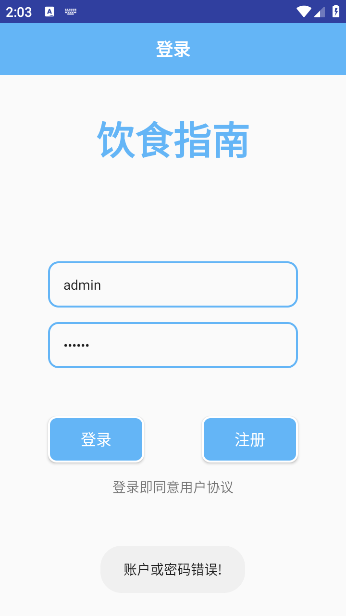 2:03
登录
饮食指南
admin
••••••
登录
注册
登录即同意用户协议
账户或密码错误!